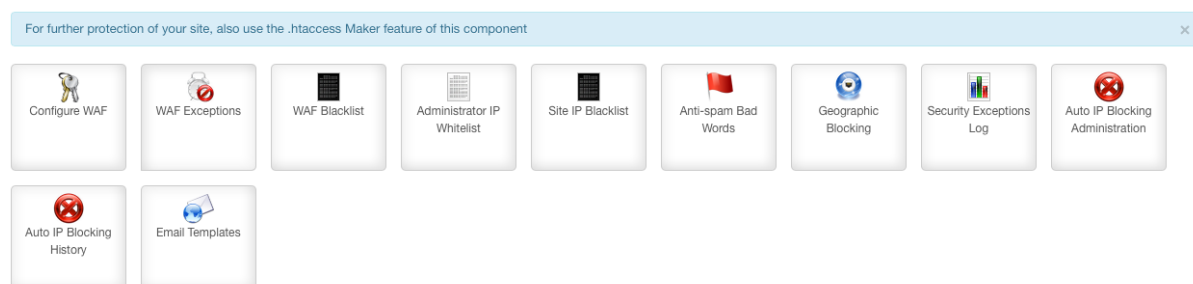 For further protection of your site, also use the .htaccess Maker feature of this component
×
Configure WAF
WAF Exceptions
WAF Blacklist
Administrator IP
Whitelist
Site IP Blacklist
Anti-spam Bad
Words
Geographic
Blocking
Security Exceptions
Log
Auto IP Blocking
Administration
Auto IP Blocking
History
Email Templates